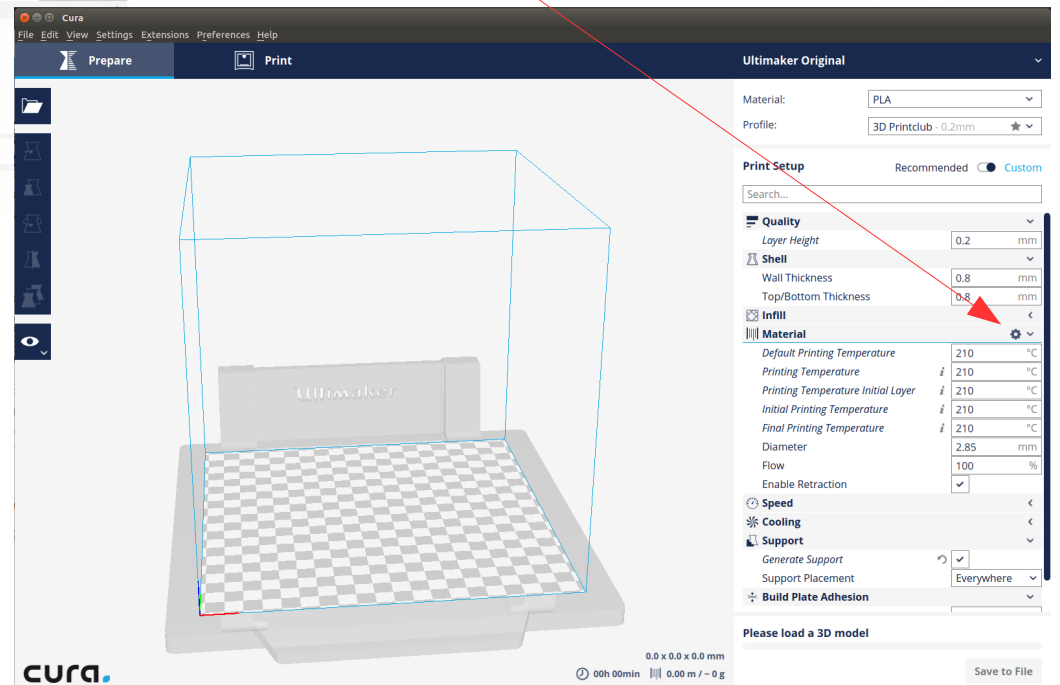 Cura
File Edit View Settings Extensions Preferences Help
Prepare
Print
Ultimaker Original
Material:
PLA
Profile:
3D Printclub - 0.2mm
Print Setup
Recommended
Custom
Search...
Quality
Layer Height
0.2 mm
Shell
Wall Thickness
0.8 mm
Top/Bottom Thickness
0.8 mm
Infill
Material
Default Printing Temperature
210 °C
Printing Temperature
i 210 °C
Printing Temperature Initial Layer
i 210 °C
Initial Printing Temperature
i 210 °C
Final Printing Temperature
i 210 °C
Diameter
2.85 mm
Flow
100 %
Enable Retraction
Speed
Cooling
Support
Generate Support
Support Placement
Everywhere
Build Plate Adhesion
Please load a 3D model
Save to File
Ultimaker
0.0 x 0.0 x 0.0 mm
00h 00min
0.00 m / ~ 0 g
cura.